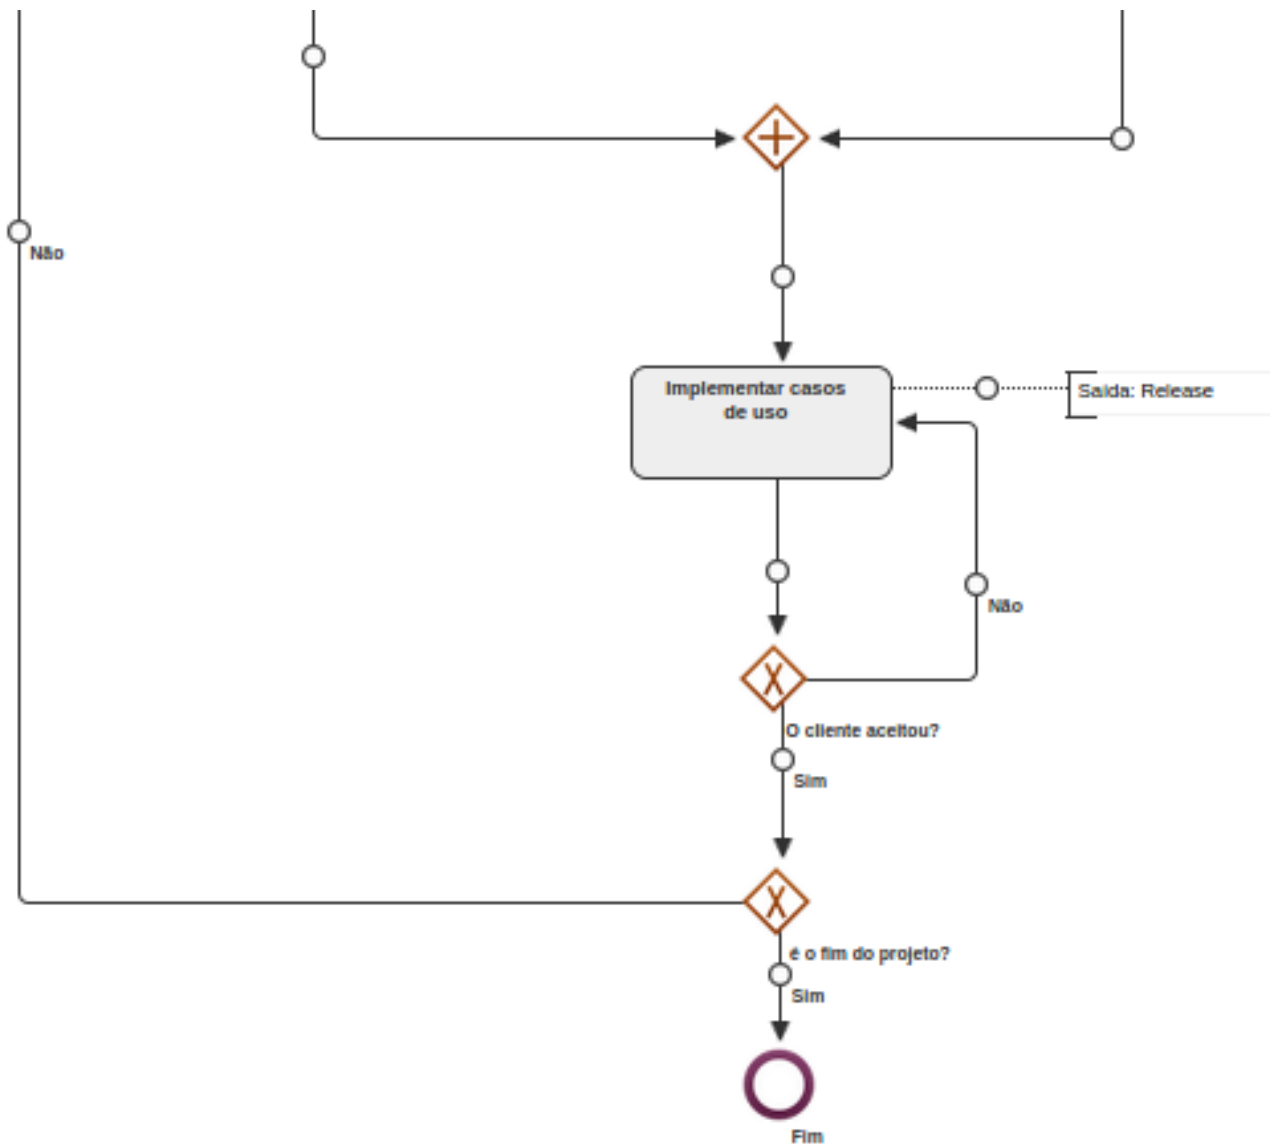 Não
Implementar casos
de uso
Saída: Release
Não
O cliente aceitou?
Sim
é o fim do projeto?
Sim
Fim